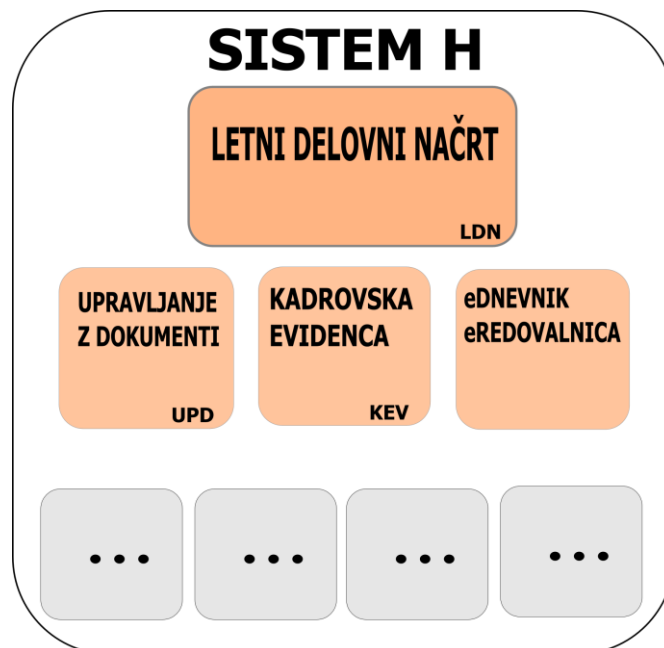 SISTEM H
LETNI DELOVNI NAČRT
LDN
UPRAVLJANJE
Z DOKUMENTI
UPD
KADROVSKA
EVIDENCA
KEV
eDNEVNIK
eREDOVALNICA
... ... ... ...